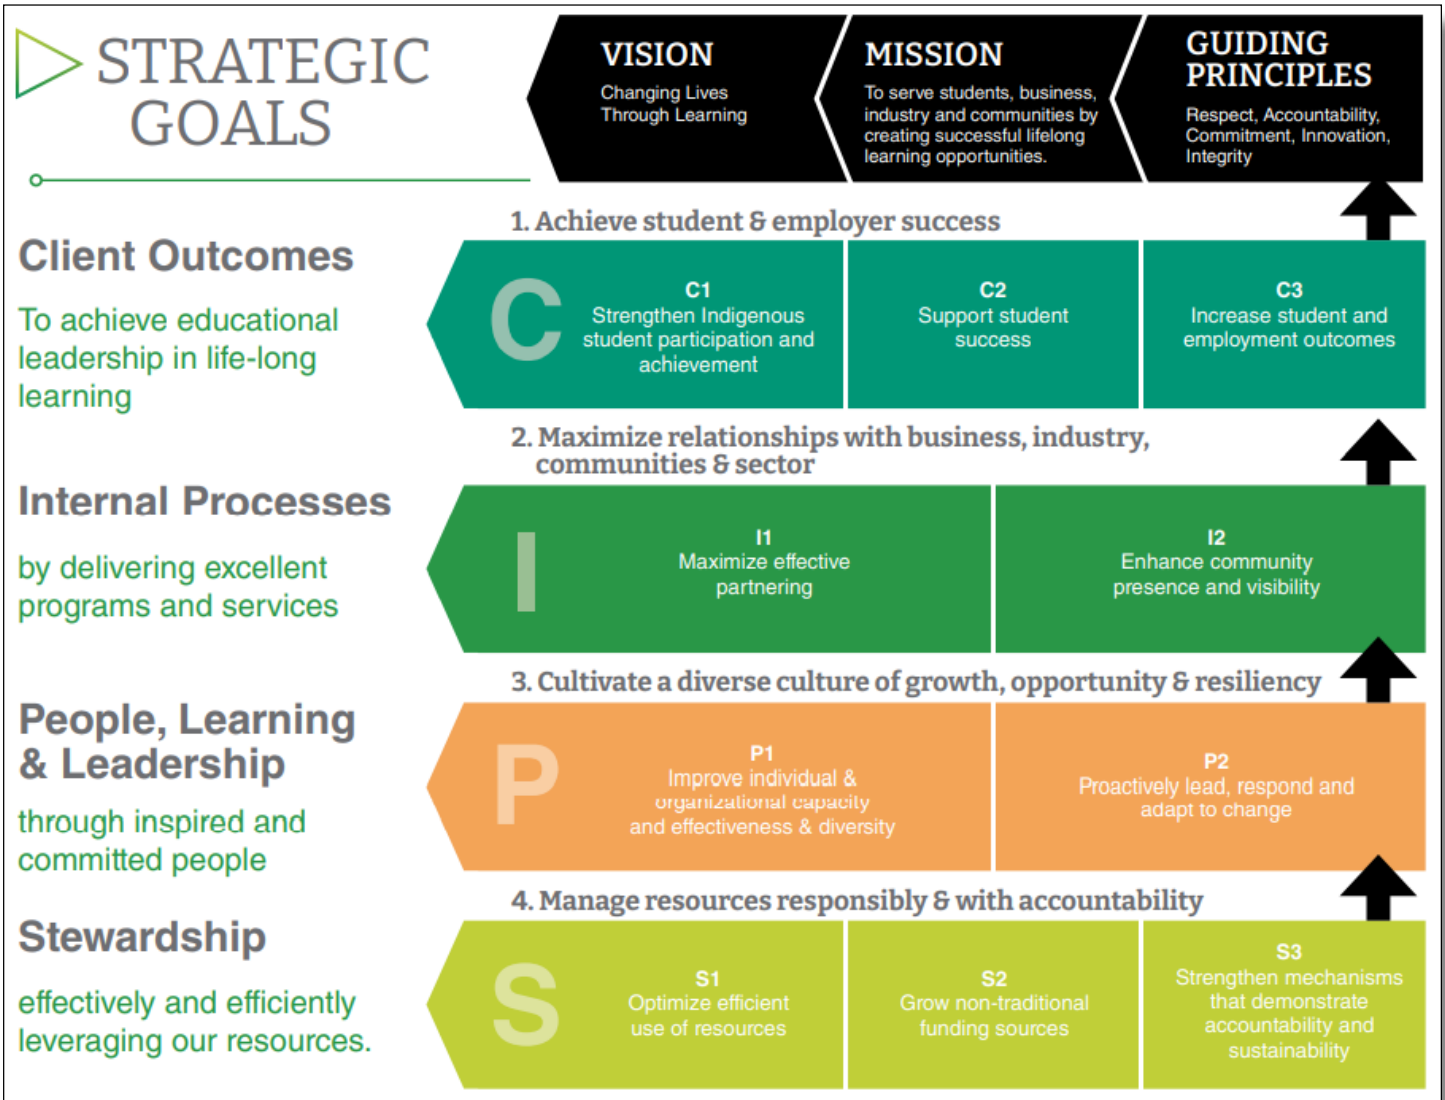 STRATEGIC
GOALS
VISION
Changing Lives
Through Learning
MISSION
To serve students, business,
industry and communities by
creating successful lifelong
learning opportunities.
GUIDING
PRINCIPLES
Respect, Accountability,
Commitment, Innovation,
Integrity
Client Outcomes
To achieve educational
leadership in life-long
learning
1. Achieve student & employer success
C
C1
Strengthen Indigenous
student participation and
achievement
C2
Support student
success
C3
Increase student and
employment outcomes
Internal Processes
by delivering excellent
programs and services
2. Maximize relationships with business, industry,
communities & sector
I
I1
Maximize effective
partnering
I2
Enhance community
presence and visibility
People, Learning
& Leadership
through inspired and
committed people
3. Cultivate a diverse culture of growth, opportunity & resiliency
P
P1
Improve individual &
organizational capacity
and effectiveness & diversity
P2
Proactively lead, respond and
adapt to change
Stewardship
effectively and efficiently
leveraging our resources.
4. Manage resources responsibly & with accountability
S
S1
Optimize efficient
use of resources
S2
Grow non-traditional
funding sources
S3
Strengthen mechanisms
that demonstrate
accountability and
sustainability